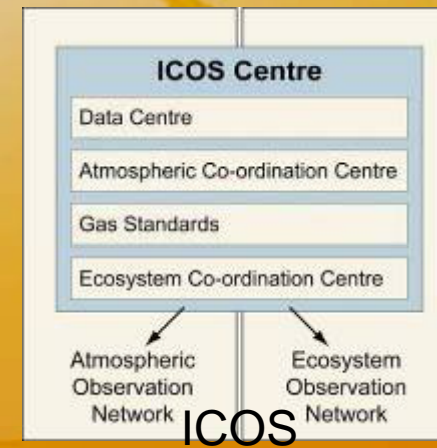 ICOS Centre
Data Centre
Atmospheric Co-ordination Centre
Gas Standards
Ecosystem Co-ordination Centre
Atmospheric
Observation
Network
Ecosystem
Observation
Network
ICOS